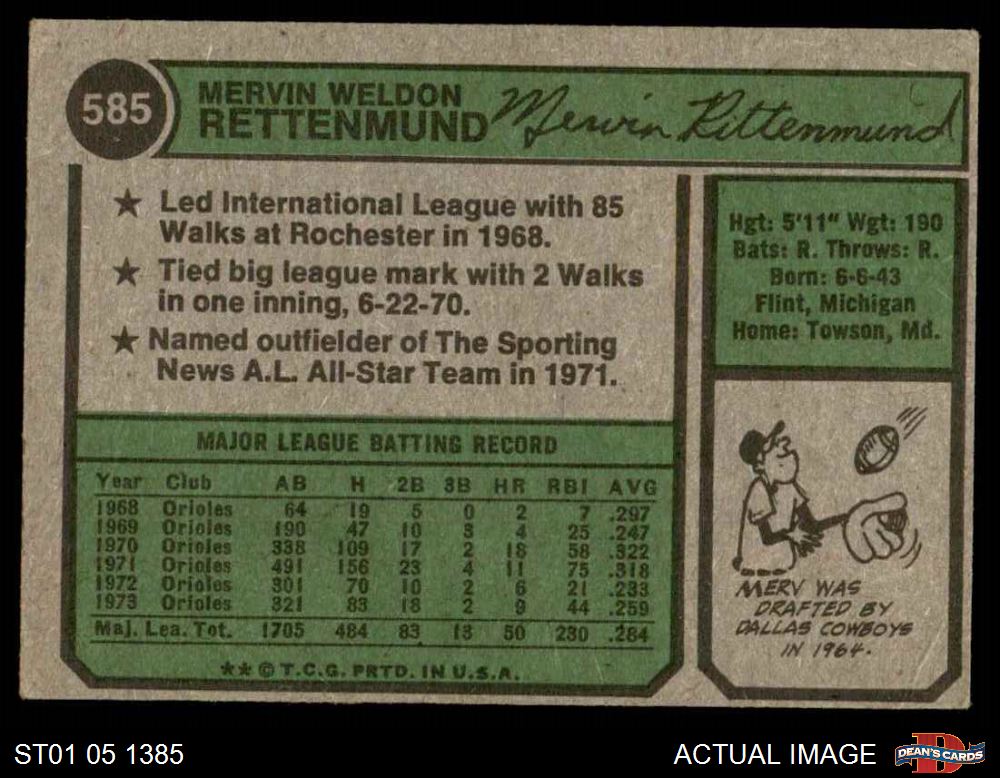 585
MERVIN WELDON
RETTENMUND
Mervin Rettenmund
★ Led International League with 85
Walks at Rochester in 1968.
★ Tied big league mark with 2 Walks
in one inning, 6-22-70.
★ Named outfielder of The Sporting
News A.L. All-Star Team in 1971.
Hgt: 5'11" Wgt: 190
Bats: R. Throws: R.
Born: 6-6-43
Flint, Michigan
Home: Towson, Md.
MAJOR LEAGUE BATTING RECORD
Year Club AB H 2B 3B HR RBI AVG
1968 Orioles 64 19 5 0 2 7 .297
1969 Orioles 190 47 10 3 4 25 .247
1970 Orioles 338 109 17 2 18 58 .322
1971 Orioles 491 156 23 4 11 75 .318
1972 Orioles 301 70 10 2 6 21 .233
1973 Orioles 321 83 18 2 9 44 .259
Maj. Lea. Tot. 1705 484 83 13 50 230 .284
★★ © T.C.G. PRTD. IN U.S.A.
MERV WAS
DRAFTED BY
DALLAS COWBOYS
IN 1964.
ST01 05 1385
ACTUAL IMAGE
DEAN'S CARDS